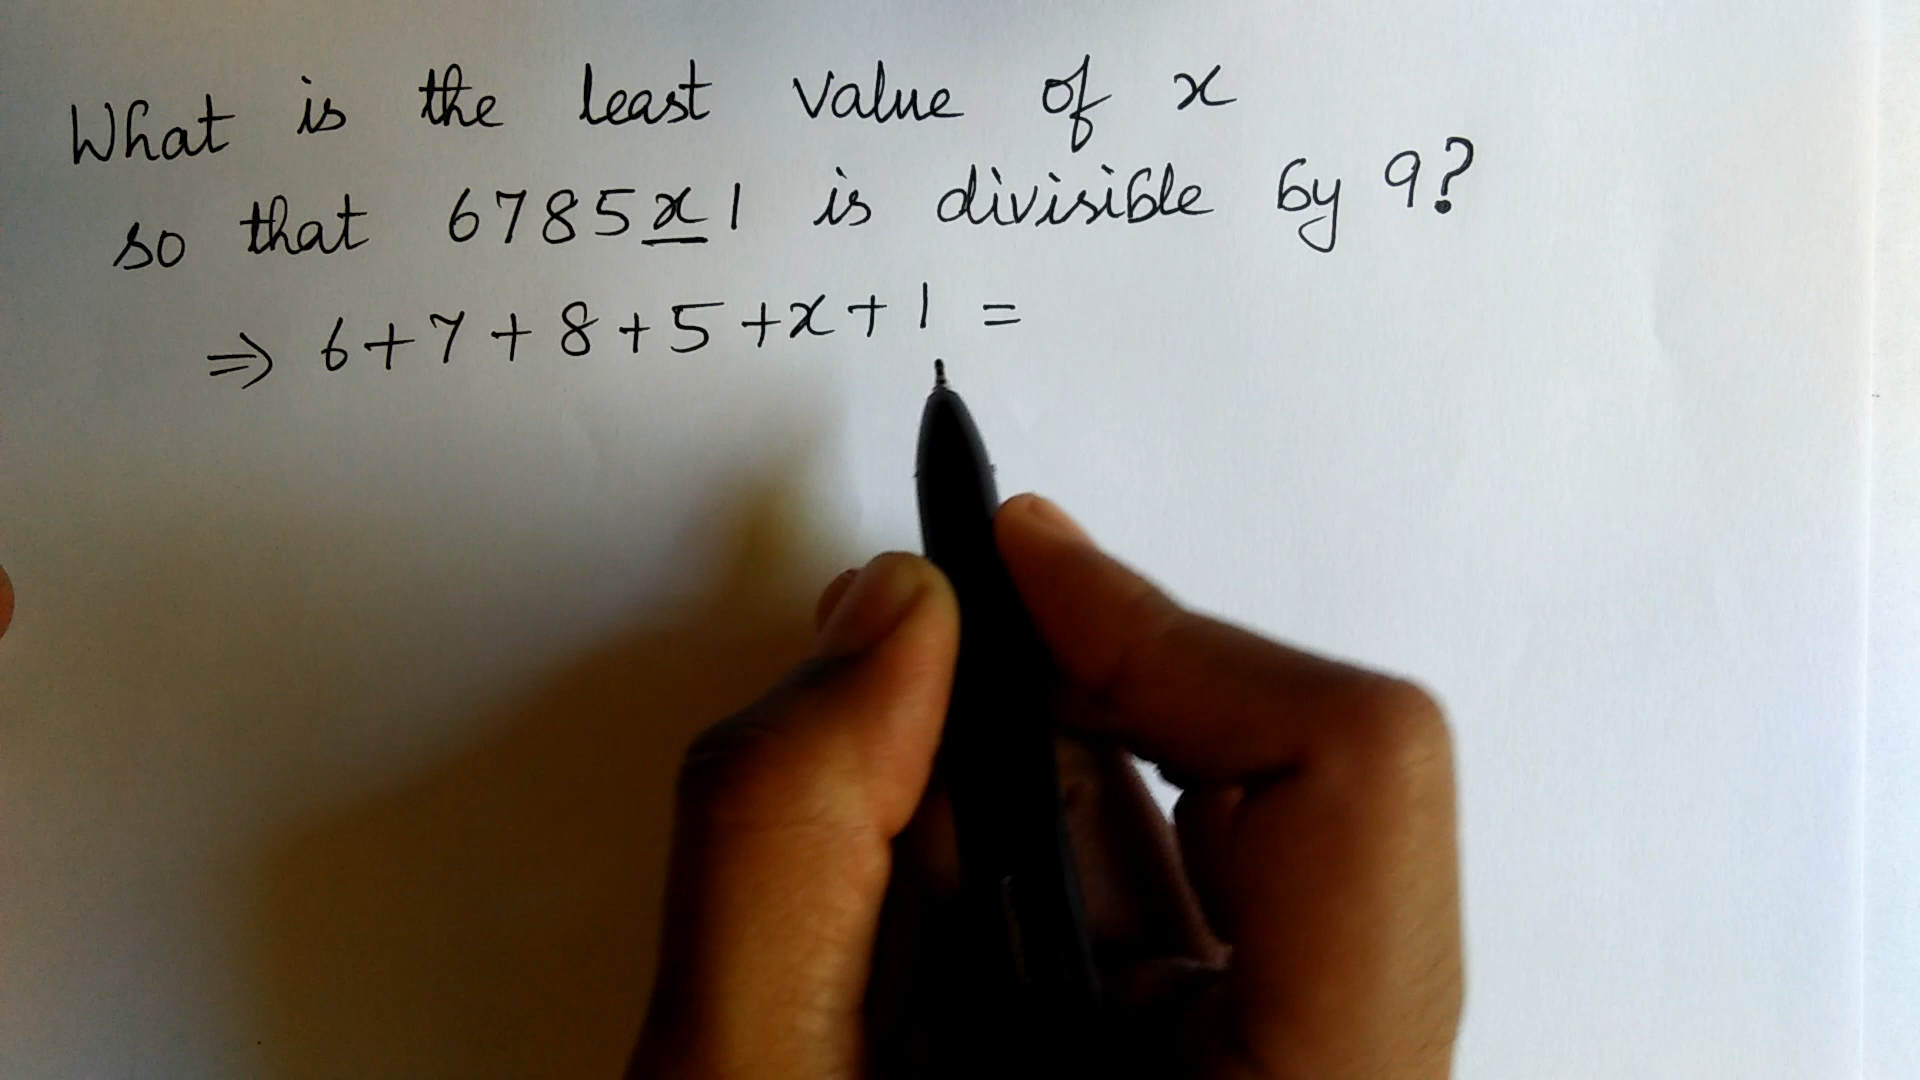 What is the least value of x
so that 6785x1 is divisible by 9?
⇒ 6+7+8+5+x+1 =